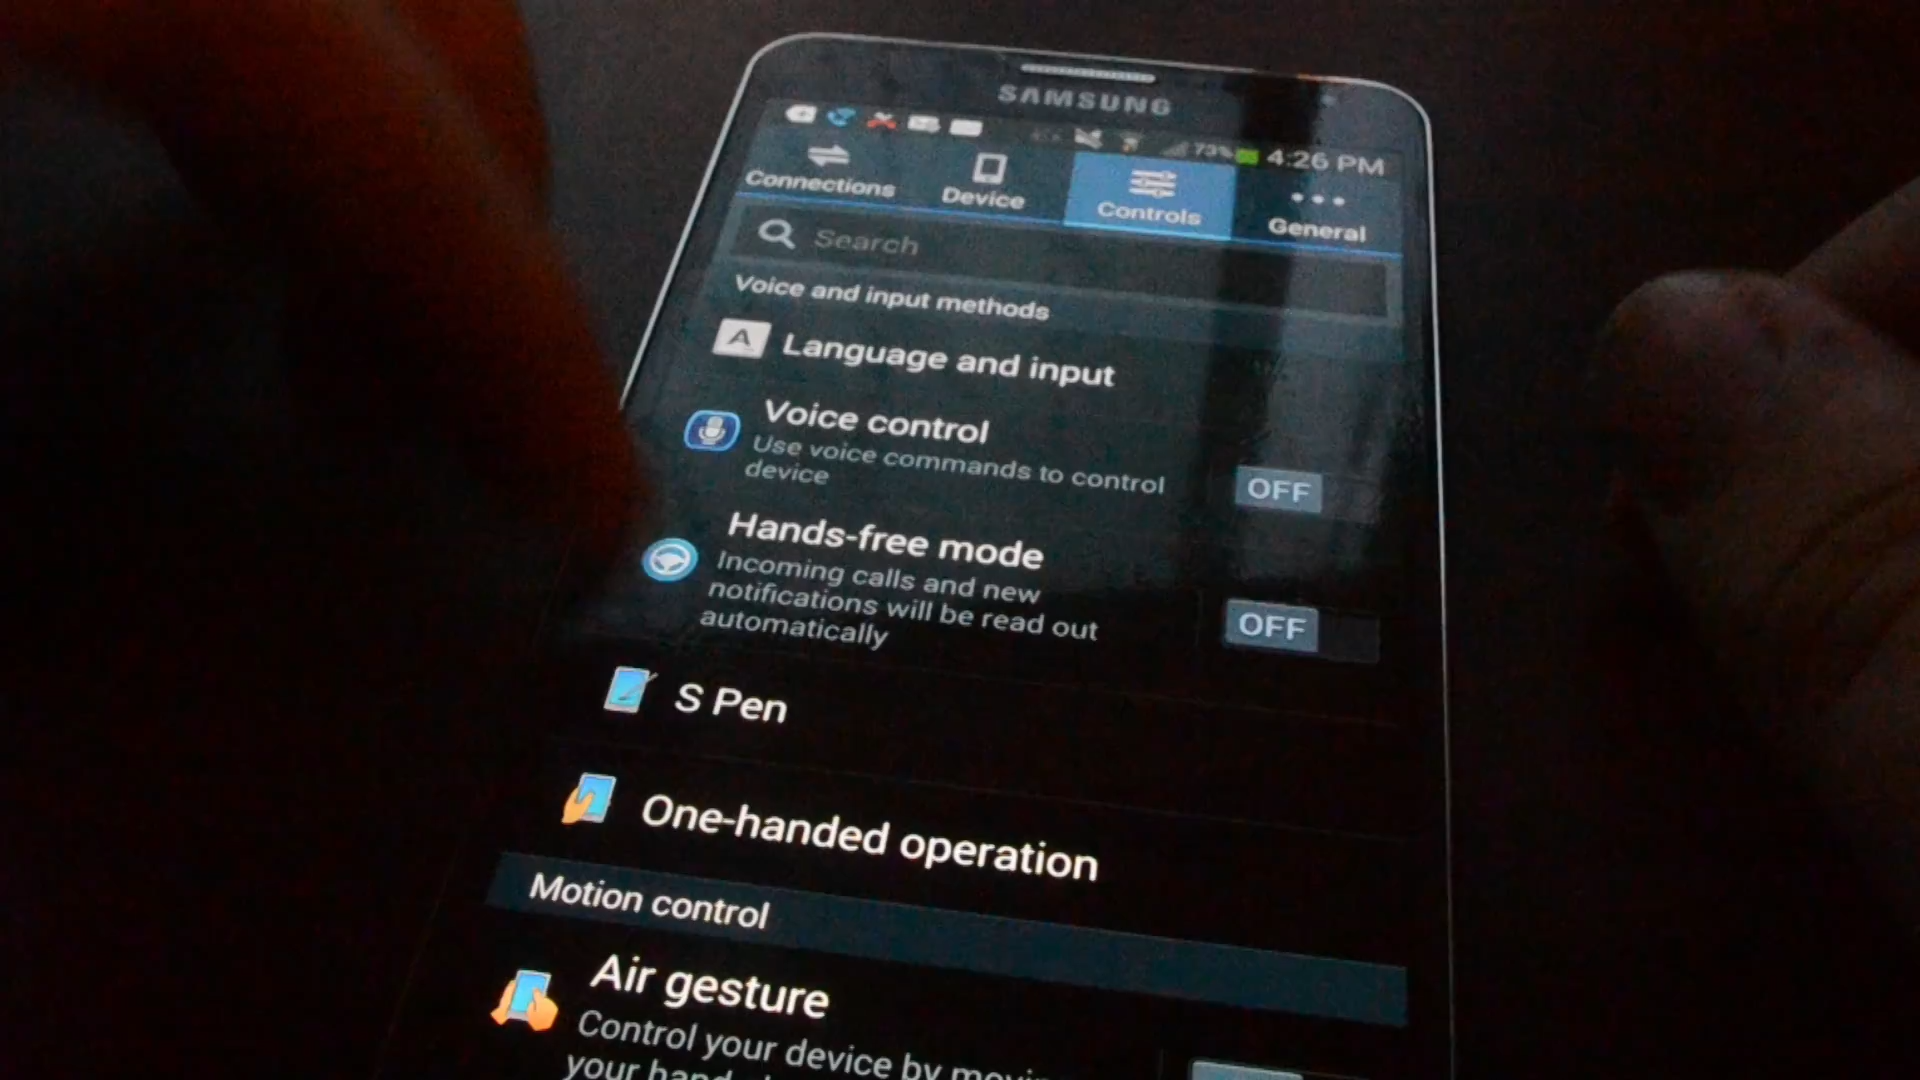 SAMSUNG
73% 4:26 PM
Connections Device Controls General
Search
Voice and input methods
A Language and input
Voice control
Use voice commands to control
device
OFF
Hands-free mode
Incoming calls and new
notifications will be read out
automatically
OFF
S Pen
One-handed operation
Motion control
Air gesture
Control your device by
your